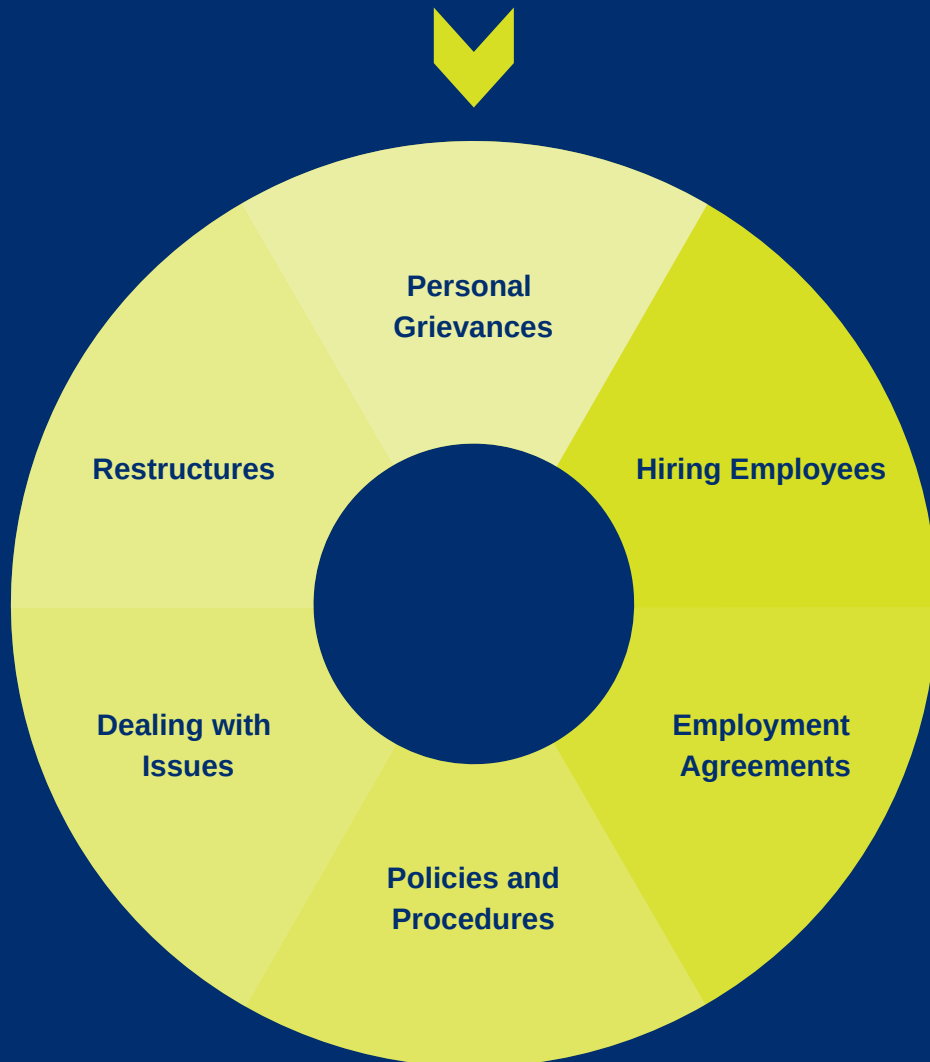 Personal
Grievances
Restructures
Hiring Employees
Dealing with
Issues
Employment
Agreements
Policies and
Procedures